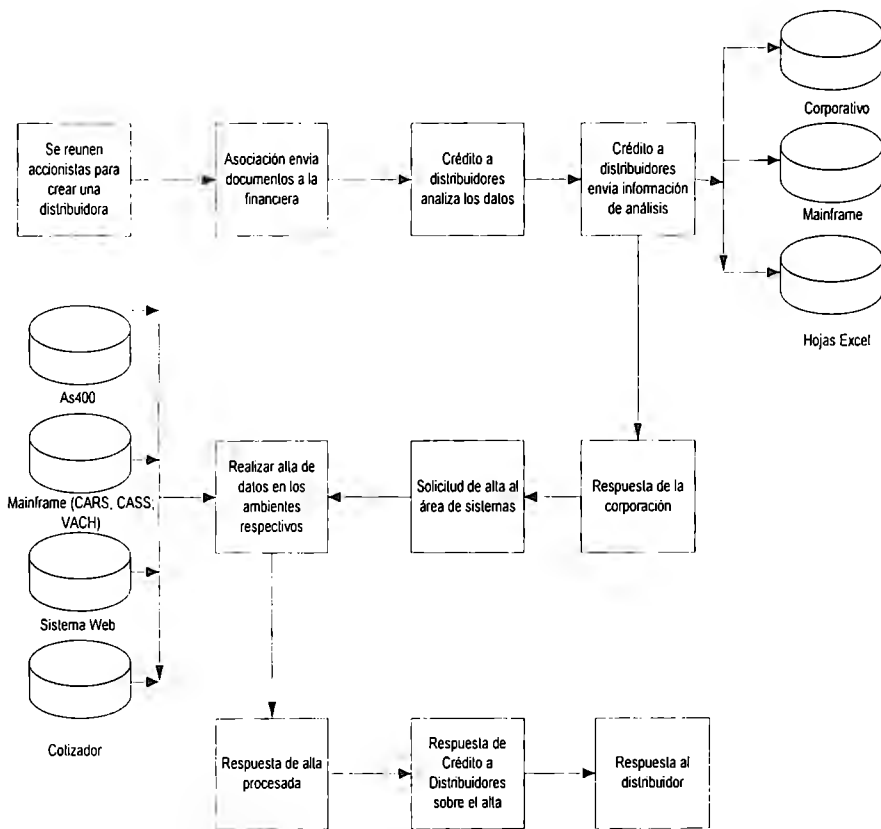 Se reunen
accionistas para
crear una
distribuidora
Asociación envia
documentos a la
financiera
Crédito a
distribuidores
analiza los datos
Crédito a
distribuidores
envia información
de análisis
Corporativo
Mainframe
Hojas Excel
As400
Mainframe (CARS, CASS,
VACH)
Sistema Web
Cotizador
Realizar alta de
datos en los
ambientes
respectivos
Solicitud de alta al
área de sistemas
Respuesta de la
corporación
Respuesta de alta
procesada
Respuesta de
Crédito a
Distribuidores
sobre el alta
Respuesta al
distribuidor